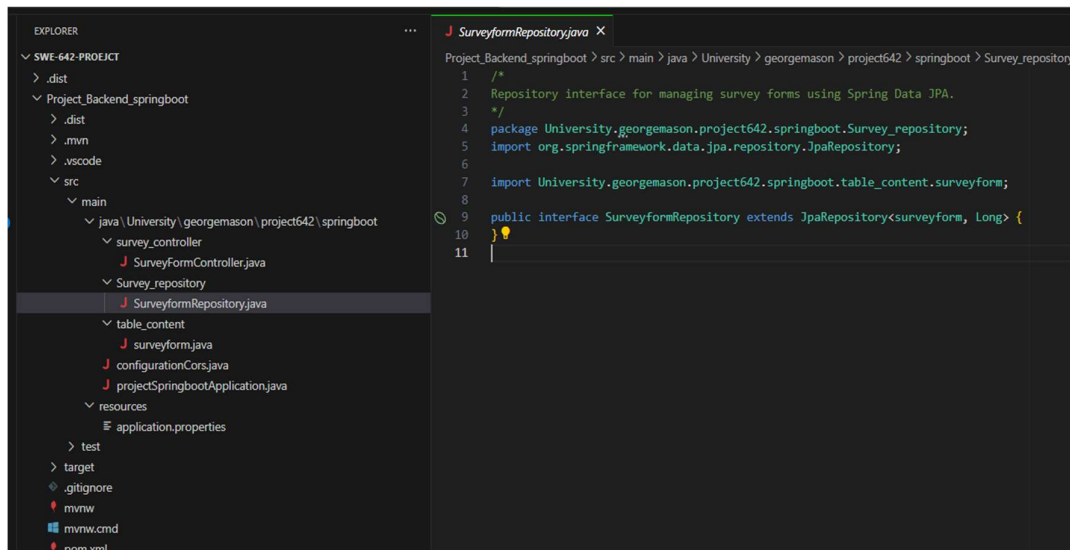 EXPLORER
SWE-642-PROEJCT
.dist
Project_Backend_springboot
.dist
.mvn
.vscode
src
main
java\University\georgemason\project642\springboot
survey_controller
J SurveyFormController.java
Survey_repository
J SurveyformRepository.java
table_content
J surveyform.java
J configurationCors.java
J projectSpringbootApplication.java
resources
application.properties
test
target
.gitignore
mvnw
mvnw.cmd
pom.xml
J SurveyformRepository.java ×
Project_Backend_springboot > src > main > java > University > georgemason > project642 > springboot > Survey_repository
1 /*
2 Repository interface for managing survey forms using Spring Data JPA.
3 */
4 package University.georgemason.project642.springboot.Survey_repository;
5 import org.springframework.data.jpa.repository.JpaRepository;
6
7 import University.georgemason.project642.springboot.table_content.surveyform;
8
9 public interface SurveyformRepository extends JpaRepository<surveyform, Long> {
10 }
11